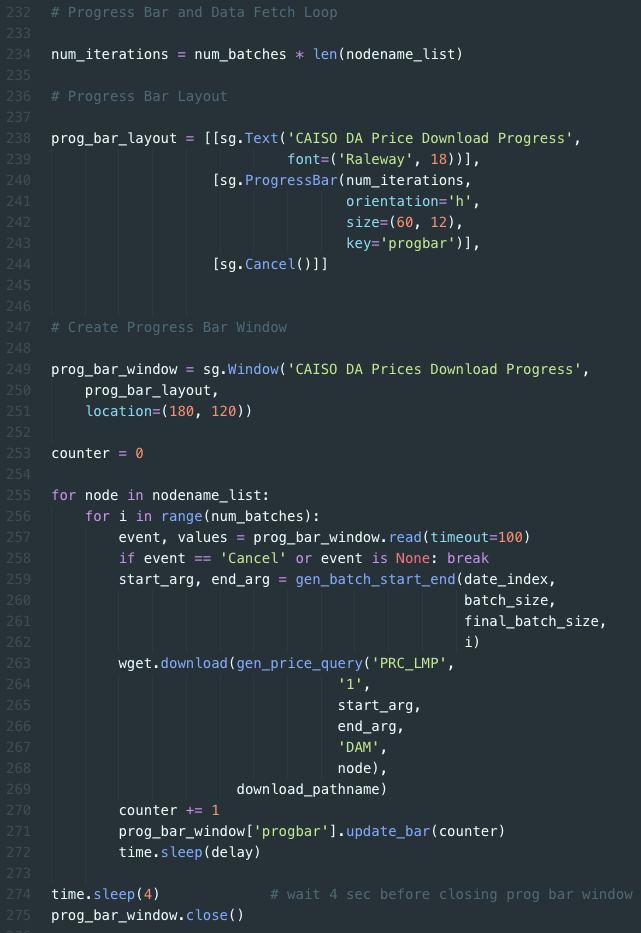 232 # Progress Bar and Data Fetch Loop
233
234 num_iterations = num_batches * len(nodename_list)
235
236 # Progress Bar Layout
237
238 prog_bar_layout = [[sg.Text('CAISO DA Price Download Progress',
239                             font=('Raleway', 18))],
240                    [sg.ProgressBar(num_iterations,
241                                    orientation='h',
242                                    size=(60, 12),
243                                    key='progbar')],
244                    [sg.Cancel()]]
245
246
247 # Create Progress Bar Window
248
249 prog_bar_window = sg.Window('CAISO DA Prices Download Progress',
250     prog_bar_layout,
251     location=(180, 120))
252
253 counter = 0
254
255 for node in nodename_list:
256     for i in range(num_batches):
257         event, values = prog_bar_window.read(timeout=100)
258         if event == 'Cancel' or event is None: break
259         start_arg, end_arg = gen_batch_start_end(date_index,
260                                                  batch_size,
261                                                  final_batch_size,
262                                                  i)
263         wget.download(gen_price_query('PRC_LMP',
264                                   '1',
265                                   start_arg,
266                                   end_arg,
267                                   'DAM',
268                                   node),
269                       download_pathname)
270         counter += 1
271         prog_bar_window['progbar'].update_bar(counter)
272         time.sleep(delay)
273
274 time.sleep(4)             # wait 4 sec before closing prog bar window
275 prog_bar_window.close()